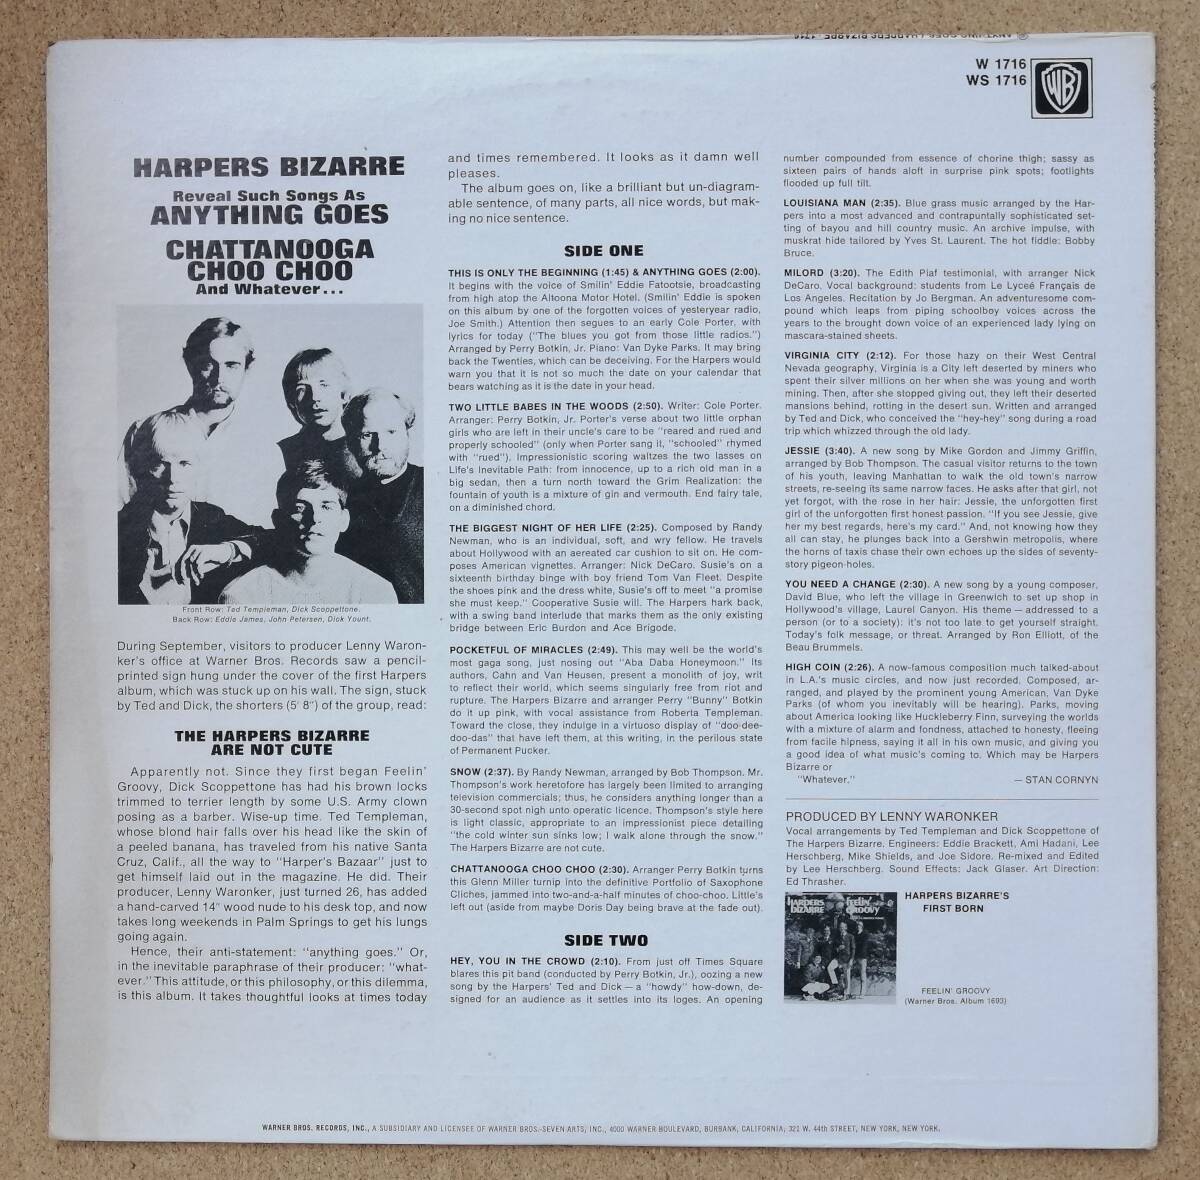 W 1716
WS 1716
WB
HARPERS BIZARRE
Reveal Such Songs As
ANYTHING GOES
CHATTANOOGA
CHOO CHOO
And Whatever...
Front Row: Ted Templeman, Dick Scoppettone.
Back Row: Eddie James, John Petersen, Dick Yount.
During September, visitors to producer Lenny Waron-
ker's office at Warner Bros. Records saw a pencil-
printed sign hung under the cover of the first Harpers
album, which was stuck up on his wall. The sign, stuck
by Ted and Dick, the shorters (5' 8") of the group, read:
THE HARPERS BIZARRE
ARE NOT CUTE
Apparently not. Since they first began Feelin'
Groovy, Dick Scoppettone has had his brown locks
trimmed to terrier length by some U.S. Army clown
posing as a barber. Wise-up time. Ted Templeman,
whose blond hair falls over his head like the skin of
a peeled banana, has traveled from his native Santa
Cruz, Calif., all the way to "Harper's Bazaar" just to
get himself laid out in the magazine. He did. Their
producer, Lenny Waronker, just turned 26, has added
a hand-carved 14" wood nude to his desk top, and now
takes long weekends in Palm Springs to get his lungs
going again.
Hence, their anti-statement: "anything goes." Or,
in the inevitable paraphrase of their producer: "what-
ever." This attitude, or this philosophy, or this dilemma,
is this album. It takes thoughtful looks at times today
and times remembered. It looks as it damn well
pleases.
The album goes on, like a brilliant but un-diagram-
able sentence, of many parts, all nice words, but mak-
ing no nice sentence.
SIDE ONE
THIS IS ONLY THE BEGINNING (1:45) & ANYTHING GOES (2:00).
It begins with the voice of Smilin' Eddie Fatootsie, broadcasting
from high atop the Altoona Motor Hotel. (Smilin' Eddie is spoken
on this album by one of the forgotten voices of yesteryear radio,
Joe Smith.) Attention then segues to an early Cole Porter, with
lyrics for today ("The blues you got from those little radios.")
Arranged by Perry Botkin, Jr. Piano: Van Dyke Parks. It may bring
back the Twenties, which can be deceiving. For the Harpers would
warn you that it is not so much the date on your calendar that
bears watching as it is the date in your head.
TWO LITTLE BABES IN THE WOODS (2:50). Writer: Cole Porter.
Arranger: Perry Botkin, Jr. Porter's verse about two little orphan
girls who are left in their uncle's care to be "reared and rued and
properly schooled" (only when Porter sang it, "schooled" rhymed
with "rued"). Impressionistic scoring waltzes the two lasses on
Life's Inevitable Path: from innocence, up to a rich old man in a
big sedan, then a turn north toward the Grim Realization: the
fountain of youth is a mixture of gin and vermouth. End fairy tale,
on a diminished chord.
THE BIGGEST NIGHT OF HER LIFE (2:25). Composed by Randy
Newman, who is an individual, soft, and wry fellow. He travels
about Hollywood with an aereated car cushion to sit on. He com-
poses American vignettes. Arranger: Nick DeCaro. Susie's on a
sixteenth birthday binge with boy friend Tom Van Fleet. Despite
the shoes pink and the dress white, Susie's off to meet "a promise
she must keep." Cooperative Susie will. The Harpers hark back,
with a swing band interlude that marks them as the only existing
bridge between Eric Burdon and Ace Brigode.
POCKETFUL OF MIRACLES (2:49). This may well be the world's
most gaga song, just nosing out "Aba Daba Honeymoon." Its
authors, Cahn and Van Heusen, present a monolith of joy, writ
to reflect their world, which seems singularly free from riot and
rupture. The Harpers Bizarre and arranger Perry "Bunny" Botkin
do it up pink, with vocal assistance from Roberta Templeman.
Toward the close, they indulge in a virtuoso display of "doo-dee-
doo-das" that have left them, at this writing, in the perilous state
of Permanent Pucker.
SNOW (2:37). By Randy Newman, arranged by Bob Thompson. Mr.
Thompson's work heretofore has largely been limited to arranging
television commercials; thus, he considers anything longer than a
30-second spot nigh unto operatic licence. Thompson's style here
is light classic, appropriate to an impressionist piece detailing
"the cold winter sun sinks low; I walk alone through the snow."
The Harpers Bizarre are not cute.
CHATTANOOGA CHOO CHOO (2:30). Arranger Perry Botkin turns
this Glenn Miller turnip into the definitive Portfolio of Saxophone
Cliches, jammed into two-and-a-half minutes of choo-choo. Little's
left out (aside from maybe Doris Day being brave at the fade out).
SIDE TWO
HEY, YOU IN THE CROWD (2:10). From just off Times Square
blares this pit band (conducted by Perry Botkin, Jr.), oozing a new
song by the Harpers' Ted and Dick — a "howdy" how-down, de-
signed for an audience as it settles into its loges. An opening
number compounded from essence of chorine thigh; sassy as
sixteen pairs of hands aloft in surprise pink spots; footlights
flooded up full tilt.
LOUISIANA MAN (2:35). Blue grass music arranged by the Har-
pers into a most advanced and contrapuntally sophisticated set-
ting of bayou and hill country music. An archive impulse, with
muskrat hide tailored by Yves St. Laurent. The hot fiddle: Bobby
Bruce.
MILORD (3:20). The Edith Piaf testimonial, with arranger Nick
DeCaro. Vocal background: students from Le Lyceé Français de
Los Angeles. Recitation by Jo Bergman. An adventuresome com-
pound which leaps from piping schoolboy voices across the
years to the brought down voice of an experienced lady lying on
mascara-stained sheets.
VIRGINIA CITY (2:12). For those hazy on their West Central
Nevada geography, Virginia is a City left deserted by miners who
spent their silver millions on her when she was young and worth
mining. Then, after she stopped giving out, they left their deserted
mansions behind, rotting in the desert sun. Written and arranged
by Ted and Dick, who conceived the "hey-hey" song during a road
trip which whizzed through the old lady.
JESSIE (3:40). A new song by Mike Gordon and Jimmy Griffin,
arranged by Bob Thompson. The casual visitor returns to the town
of his youth, leaving Manhattan to walk the old town's narrow
streets, re-seeing its same narrow faces. He asks after that girl, not
yet forgot, with the rose in her hair: Jessie, the unforgotten first
girl of the unforgotten first honest passion. "If you see Jessie, give
her my best regards, here's my card." And, not knowing how they
all can stay, he plunges back into a Gershwin metropolis, where
the horns of taxis chase their own echoes up the sides of seventy-
story pigeon-holes.
YOU NEED A CHANGE (2:30). A new song by a young composer,
David Blue, who left the village in Greenwich to set up shop in
Hollywood's village, Laurel Canyon. His theme — addressed to a
person (or to a society): it's not too late to get yourself straight.
Today's folk message, or threat. Arranged by Ron Elliott, of the
Beau Brummels.
HIGH COIN (2:26). A now-famous composition much talked-about
in L.A.'s music circles, and now just recorded. Composed, ar-
ranged, and played by the prominent young American, Van Dyke
Parks (of whom you inevitably will be hearing). Parks, moving
about America looking like Huckleberry Finn, surveying the worlds
with a mixture of alarm and fondness, attached to honesty, fleeing
from facile hipness, saying it all in his own music, and giving you
a good idea of what music's coming to. Which may be Harpers
Bizarre or
"Whatever." — STAN CORNYN
PRODUCED BY LENNY WARONKER
Vocal arrangements by Ted Templeman and Dick Scoppettone of
The Harpers Bizarre. Engineers: Eddie Brackett, Ami Hadani, Lee
Herschberg, Mike Shields, and Joe Sidore. Re-mixed and Edited
by Lee Herschberg. Sound Effects: Jack Glaser. Art Direction:
Ed Thrasher.
HARPERS BIZARRE
FEELIN' GROOVY
HARPERS BIZARRE'S
FIRST BORN
FEELIN' GROOVY
(Warner Bros. Album 1693)
WARNER BROS. RECORDS, INC., A SUBSIDIARY AND LICENSEE OF WARNER BROS.-SEVEN ARTS, INC., 4000 WARNER BOULEVARD, BURBANK, CALIFORNIA; 321 W. 44th STREET, NEW YORK, NEW YORK.